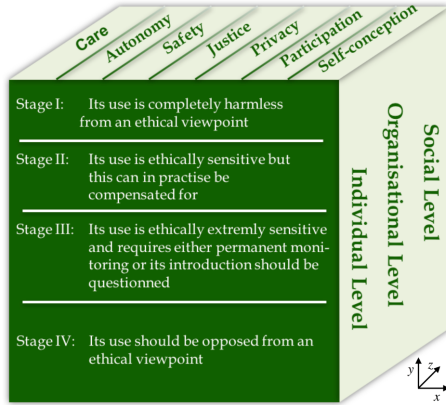 Care
Autonomy
Safety
Justice
Privacy
Participation
Self-conception
Stage I: Its use is completely harmless
from an ethical viewpoint
Stage II: Its use is ethically sensitive but
this can in practise be
compensated for
Stage III: Its use is ethically extremly sensitive
and requires either permanent moni-
toring or its introduction should be
questionned
Stage IV: Its use should be opposed from an
ethical viewpoint
Individual Level
Organisational Level
Social Level
y
z
x